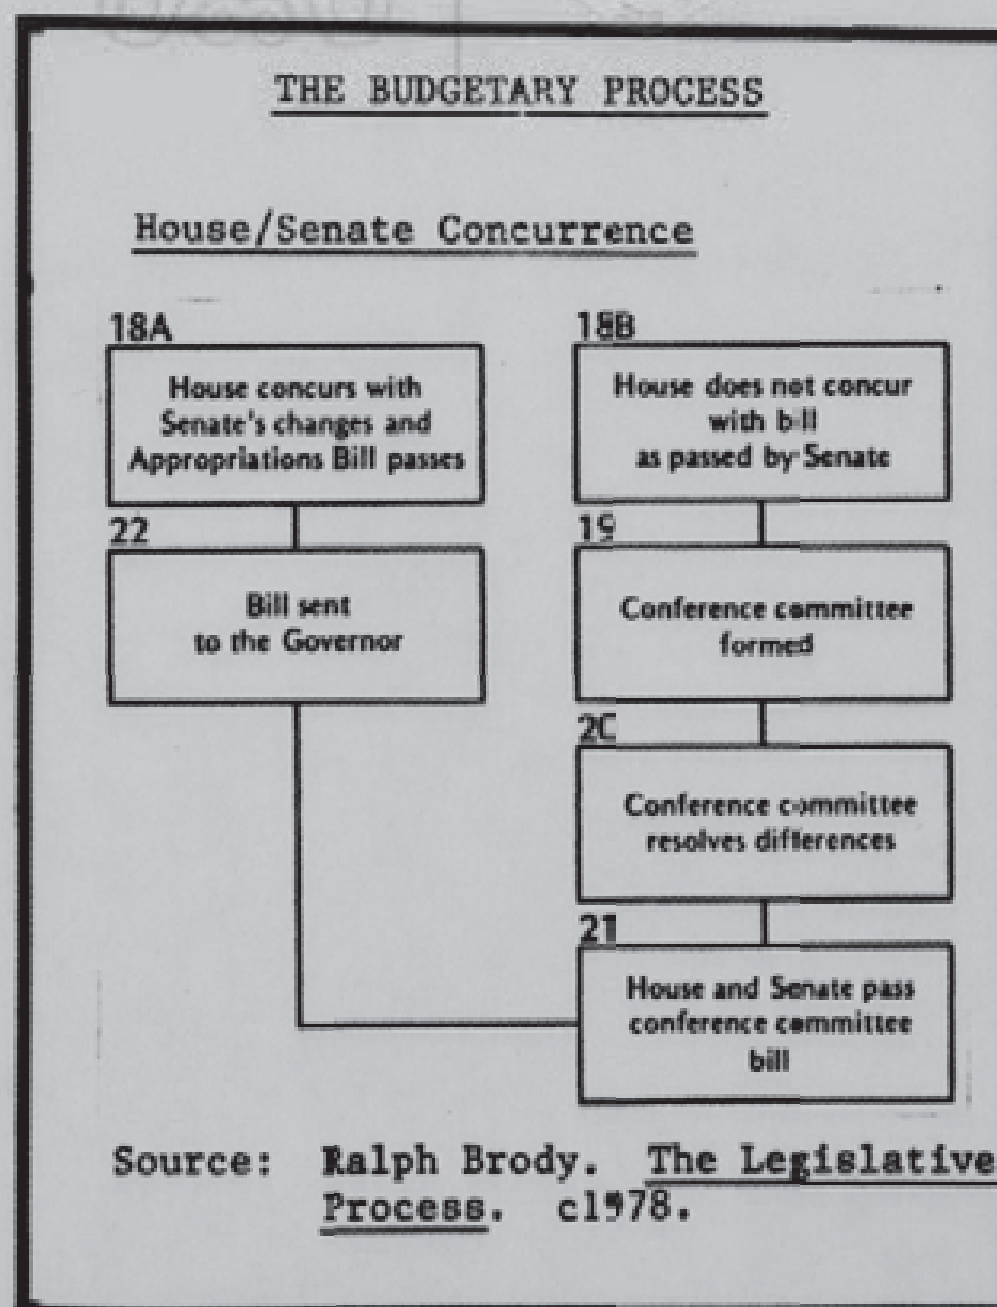 THE BUDGETARY PROCESS
House/Senate Concurrence
18A
House concurs with
Senate's changes and
Appropriations Bill passes
22
Bill sent
to the Governor
18B
House does not concur
with bill
as passed by Senate
19
Conference committee
formed
20
Conference committee
resolves differences
21
House and Senate pass
conference committee
bill
Source: Ralph Brody. The Legislative
Process. c1978.